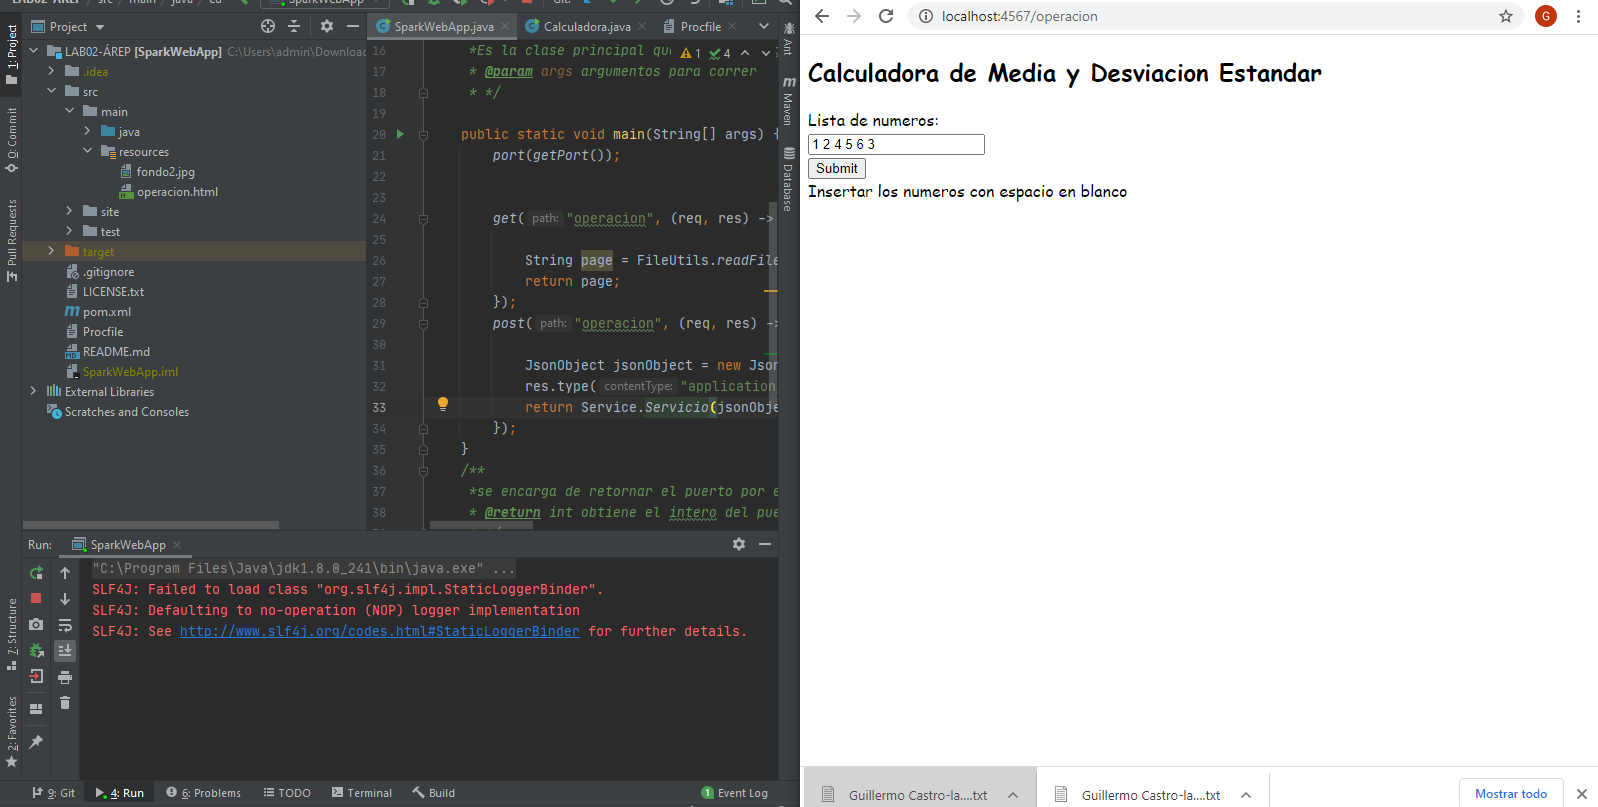 LAB02-AREP src main java
SparkWebApp
Git:
1: Project
0: Commit
Pull Requests
7: Structure
2: Favorites
Project
LAB02-ÁREP [SparkWebApp] C:\Users\admin\Downloa
.idea
src
main
java
resources
fondo2.jpg
operacion.html
site
test
target
.gitignore
LICENSE.txt
pom.xml
Procfile
README.md
SparkWebApp.iml
External Libraries
Scratches and Consoles
SparkWebApp.java
Calculadora.java
Procfile
1 4
16 *Es la clase principal qu
17 * @param args argumentos para correr
18 * */
19
20 public static void main(String[] args) {
21 port(getPort());
22
23
24 get( path: "operacion", (req, res) ->
25
26 String page = FileUtils.readFile
27 return page;
28 });
29 post( path: "operacion", (req, res) ->
30
31 JsonObject jsonObject = new Json
32 res.type( contentType: "application
33 return Service.Servicio(jsonObje
34 });
35 }
36 /**
37 *se encarga de retornar el puerto por e
38 * @return int obtiene el intero del pue
Ant
Maven
Database
Run: SparkWebApp
"C:\Program Files\Java\jdk1.8.0_241\bin\java.exe" ...
SLF4J: Failed to load class "org.slf4j.impl.StaticLoggerBinder".
SLF4J: Defaulting to no-operation (NOP) logger implementation
SLF4J: See http://www.slf4j.org/codes.html#StaticLoggerBinder for further details.
9: Git
4: Run
6: Problems
TODO
Terminal
Build
1 Event Log
localhost:4567/operacion
G
Calculadora de Media y Desviacion Estandar
Lista de numeros:
1 2 4 5 6 3
Submit
Insertar los numeros con espacio en blanco
Guillermo Castro-la....txt
Guillermo Castro-la....txt
Mostrar todo